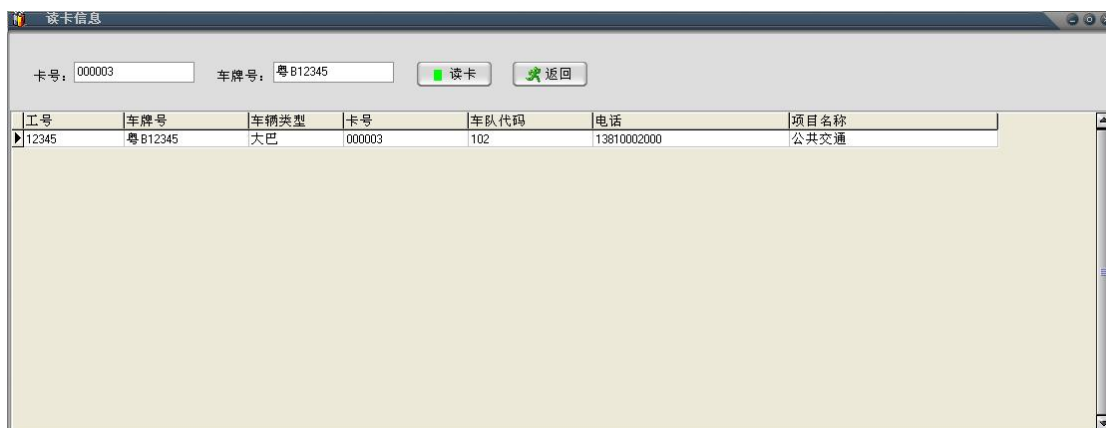 读卡信息
卡号: 000003 车牌号: 粤B12345 读卡 返回
工号 车牌号 车辆类型 卡号 车队代码 电话 项目名称
12345 粤B12345 大巴 000003 102 13810002000 公共交通